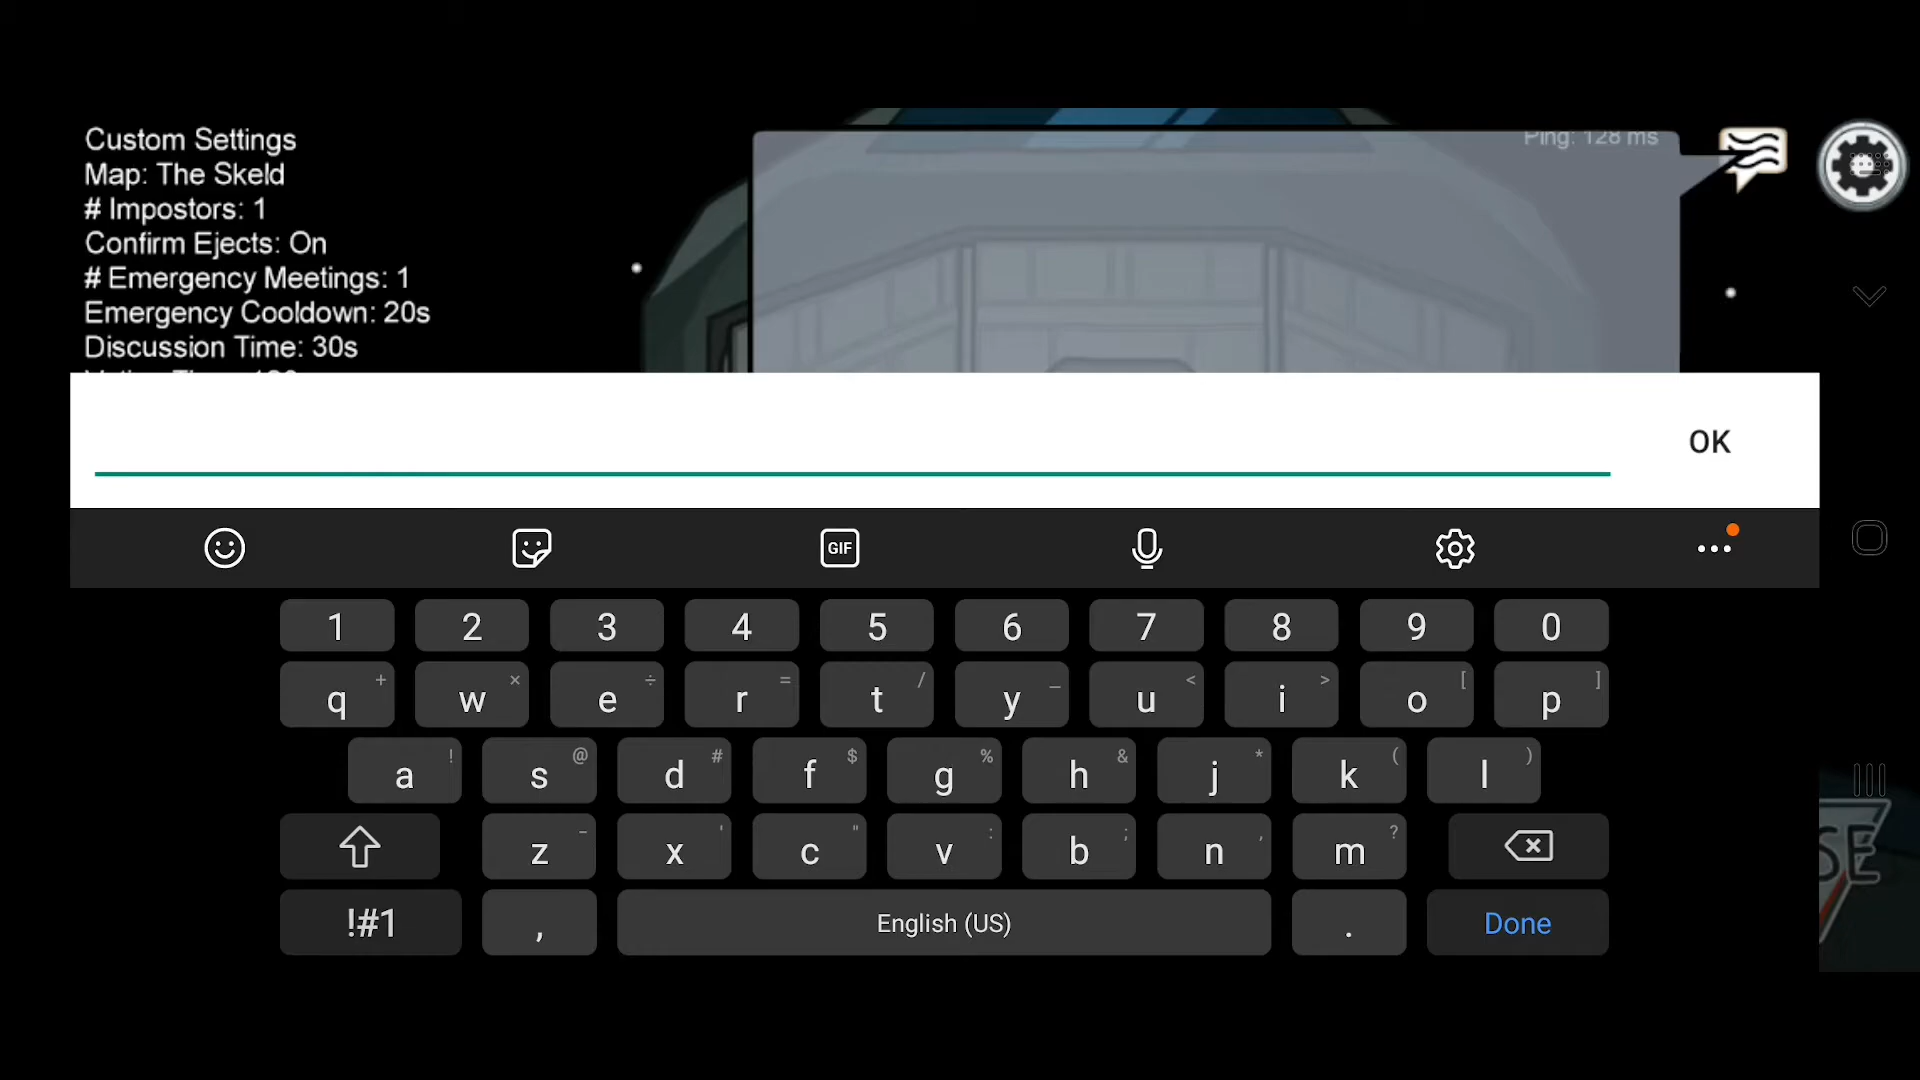 Custom Settings
Map: The Skeld
# Impostors: 1
Confirm Ejects: On
# Emergency Meetings: 1
Emergency Cooldown: 20s
Discussion Time: 30s
Ping: 128 ms
OK
GIF
1 2 3 4 5 6 7 8 9 0
q + w × e ÷ r = t / y _ u < i > o [ p ]
a ! s @ d # f $ g % h & j * k ( l )
z - x ' c " v : b ; n , m ?
!#1 , English (US) . Done
SE